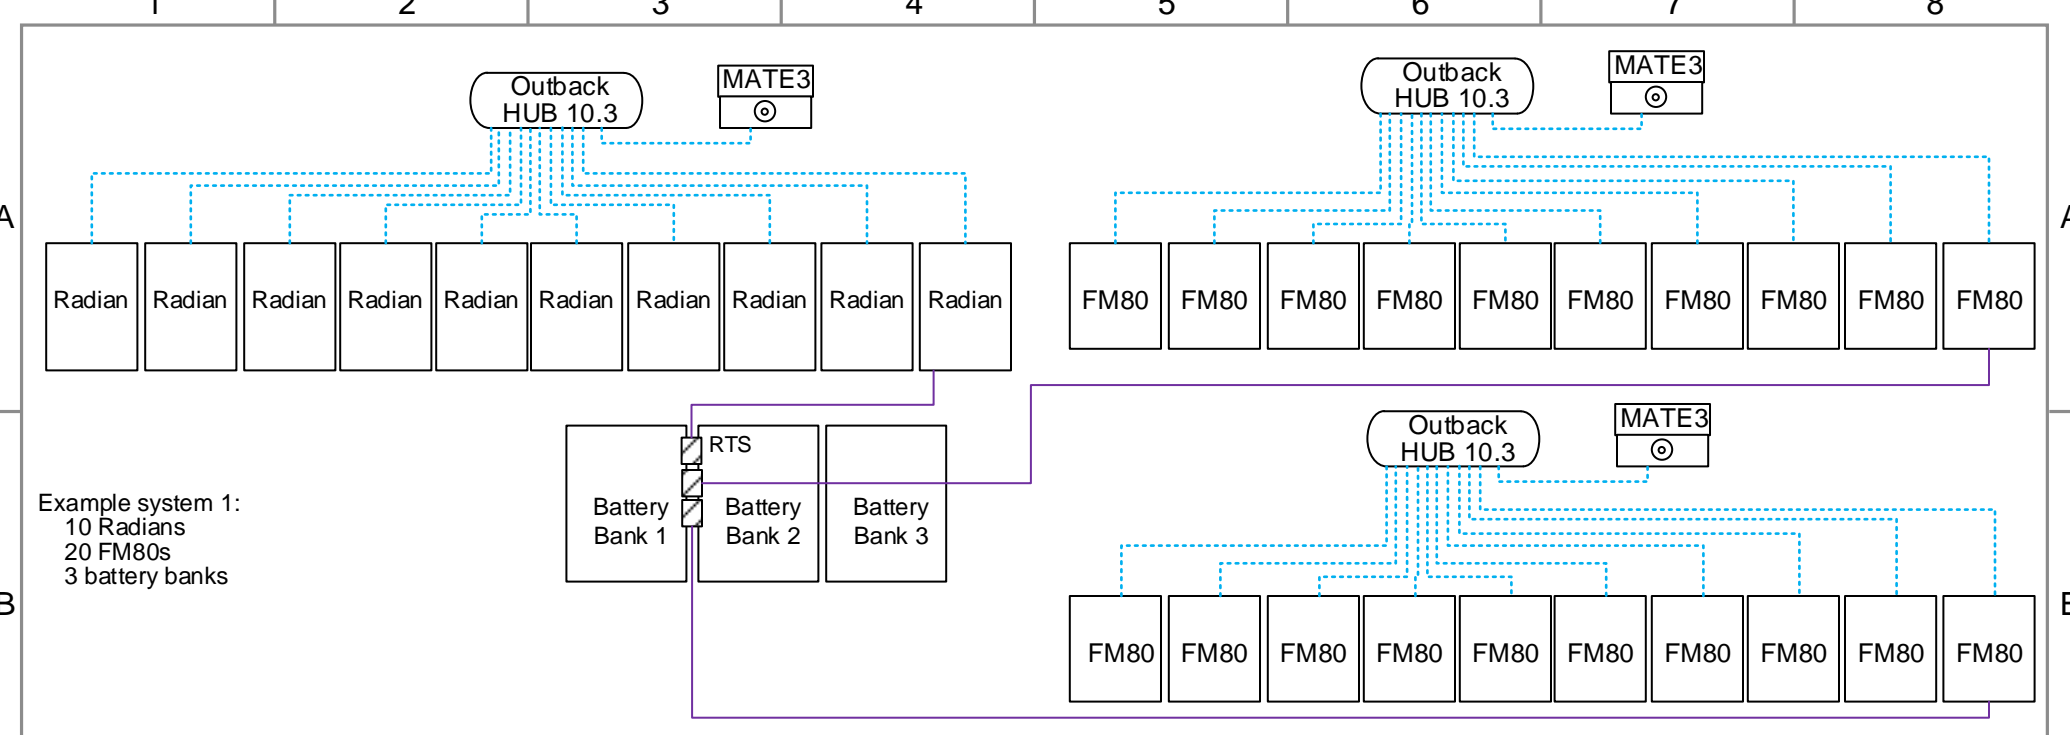 1 2 3 4 5 6 7 8
Outback
HUB 10.3
MATE3
Outback
HUB 10.3
MATE3
A
A
Radian Radian Radian Radian Radian Radian Radian Radian Radian Radian
FM80 FM80 FM80 FM80 FM80 FM80 FM80 FM80 FM80 FM80
RTS
Battery
Bank 1
Battery
Bank 2
Battery
Bank 3
Outback
HUB 10.3
MATE3
Example system 1:
10 Radians
20 FM80s
3 battery banks
B
B
FM80 FM80 FM80 FM80 FM80 FM80 FM80 FM80 FM80 FM80